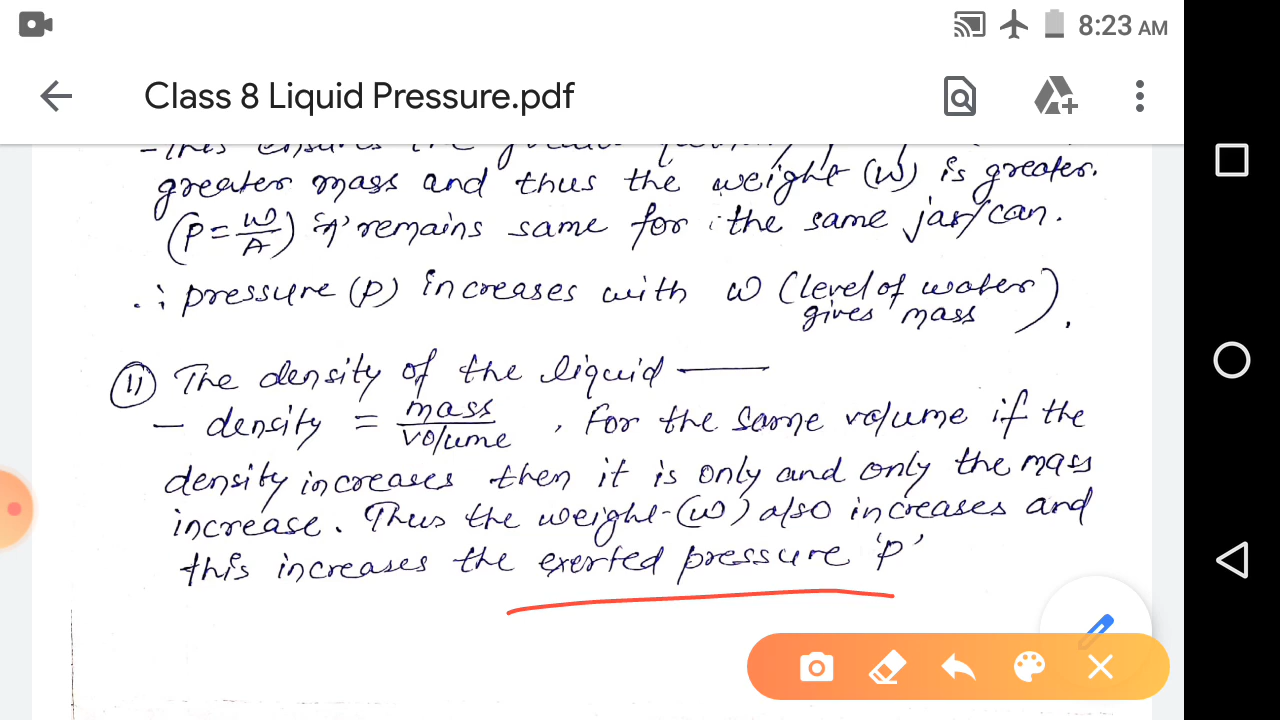 8:23 AM
Class 8 Liquid Pressure.pdf
greater mass and thus the weight (W) is greater.
(P = W/A) 'A' remains same for the same jar/can.
∴ pressure (P) increases with W (level of water gives mass).
(ii) The density of the liquid —
– density = mass/volume , For the same volume if the
density increases then it is only and only the mass
increase. Thus the weight (W) also increases and
this increases the exerted pressure 'P'